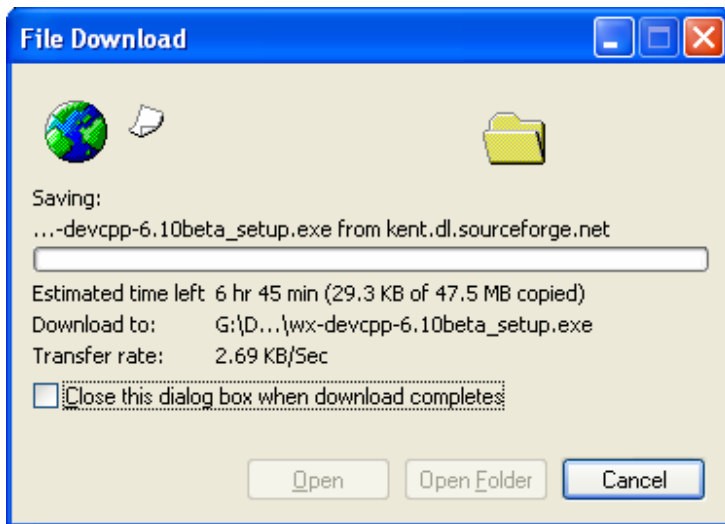 File Download
Saving:
...-devcpp-6.10beta_setup.exe from kent.dl.sourceforge.net
Estimated time left 6 hr 45 min (29.3 KB of 47.5 MB copied)
Download to: G:\D...\wx-devcpp-6.10beta_setup.exe
Transfer rate: 2.69 KB/Sec
Close this dialog box when download completes
Open Open Folder Cancel